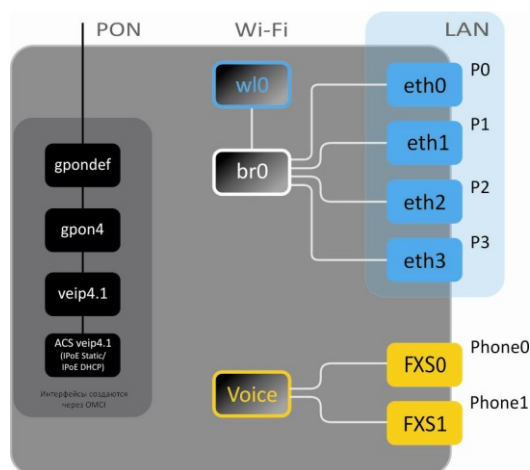 PON
Wi-Fi
LAN
wl0
eth0
P0
eth1
P1
gpondef
br0
eth2
P2
gpon4
eth3
P3
veip4.1
ACS veip4.1
(IPoE Static/
IPoE DHCP)
Интерфейсы создаются
через OMCI
Voice
FXS0
Phone0
FXS1
Phone1